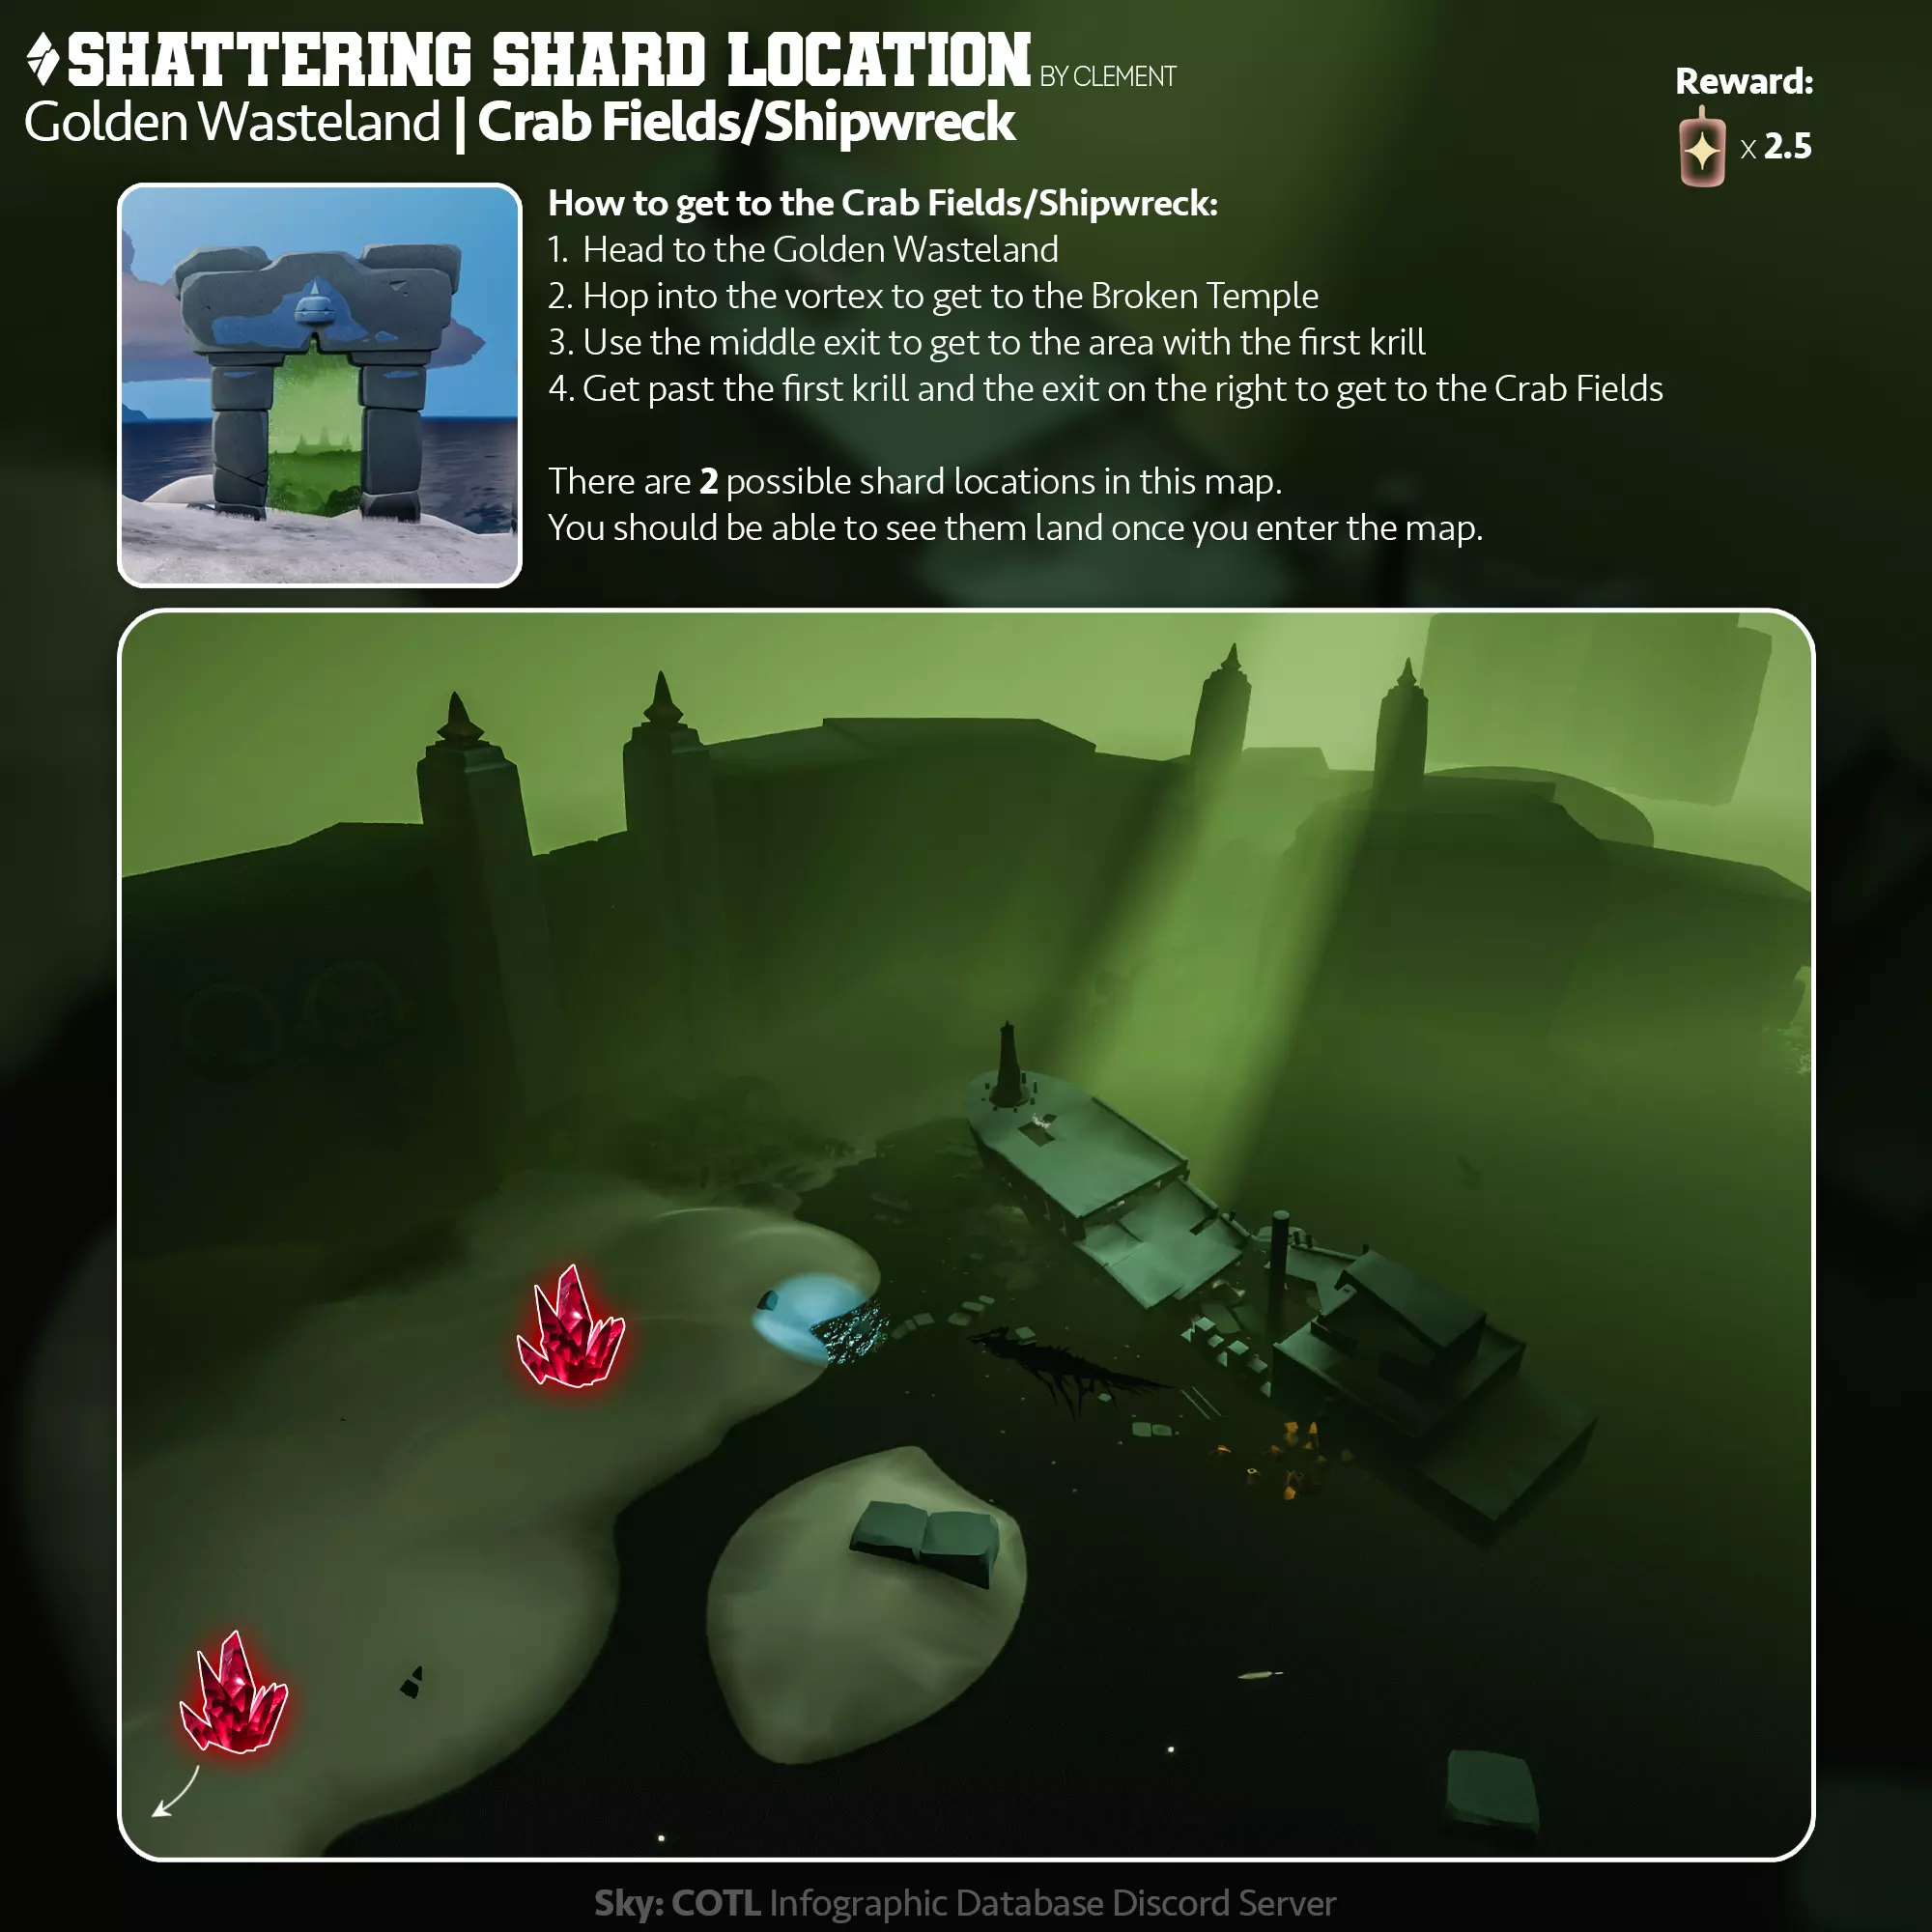 SHATTERING SHARD LOCATION BY CLEMENT
Golden Wasteland | Crab Fields/Shipwreck
Reward:
x 2.5
How to get to the Crab Fields/Shipwreck:
1. Head to the Golden Wasteland
2. Hop into the vortex to get to the Broken Temple
3. Use the middle exit to get to the area with the first krill
4. Get past the first krill and the exit on the right to get to the Crab Fields
There are 2 possible shard locations in this map.
You should be able to see them land once you enter the map.
Sky: COTL Infographic Database Discord Server